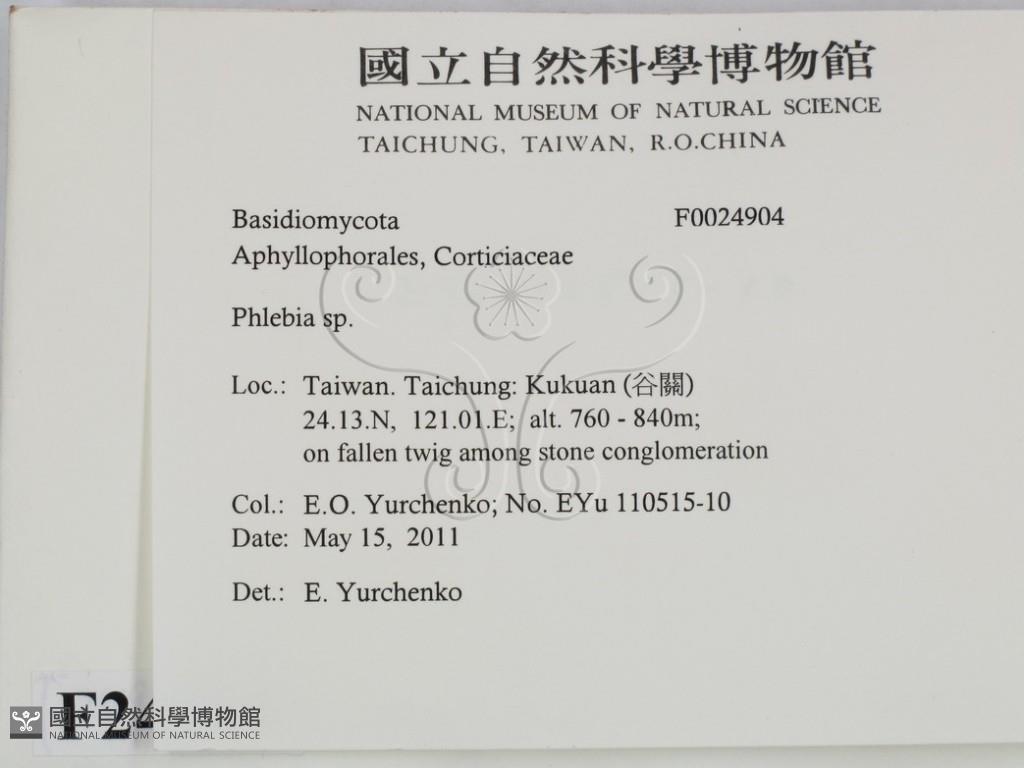 國立自然科學博物館
NATIONAL MUSEUM OF NATURAL SCIENCE
TAICHUNG, TAIWAN, R.O.CHINA
Basidiomycota F0024904
Aphyllophorales, Corticiaceae
Phlebia sp.
Loc.: Taiwan. Taichung: Kukuan (谷關)
24.13.N, 121.01.E; alt. 760 - 840m;
on fallen twig among stone conglomeration
Col.: E.O. Yurchenko; No. EYu 110515-10
Date: May 15, 2011
Det.: E. Yurchenko
F24
國立自然科學博物館
NATIONAL MUSEUM OF NATURAL SCIENCE